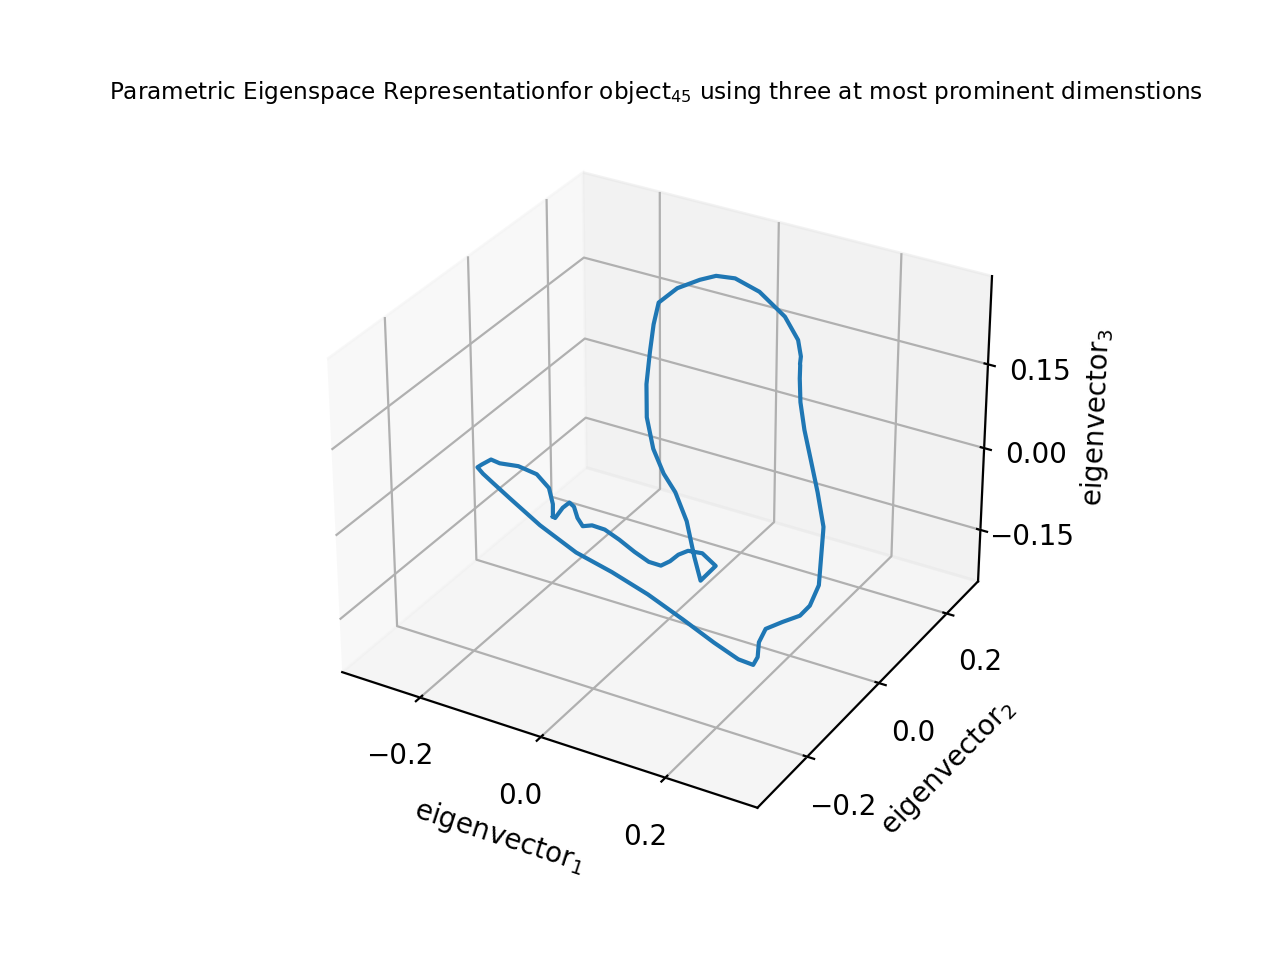 Parametric Eigenspace Representationfor object₄₅ using three at most prominent dimenstions
0.15
0.00
−0.15
eigenvector₃
0.2
0.0
−0.2
eigenvector₂
−0.2
0.0
0.2
eigenvector₁